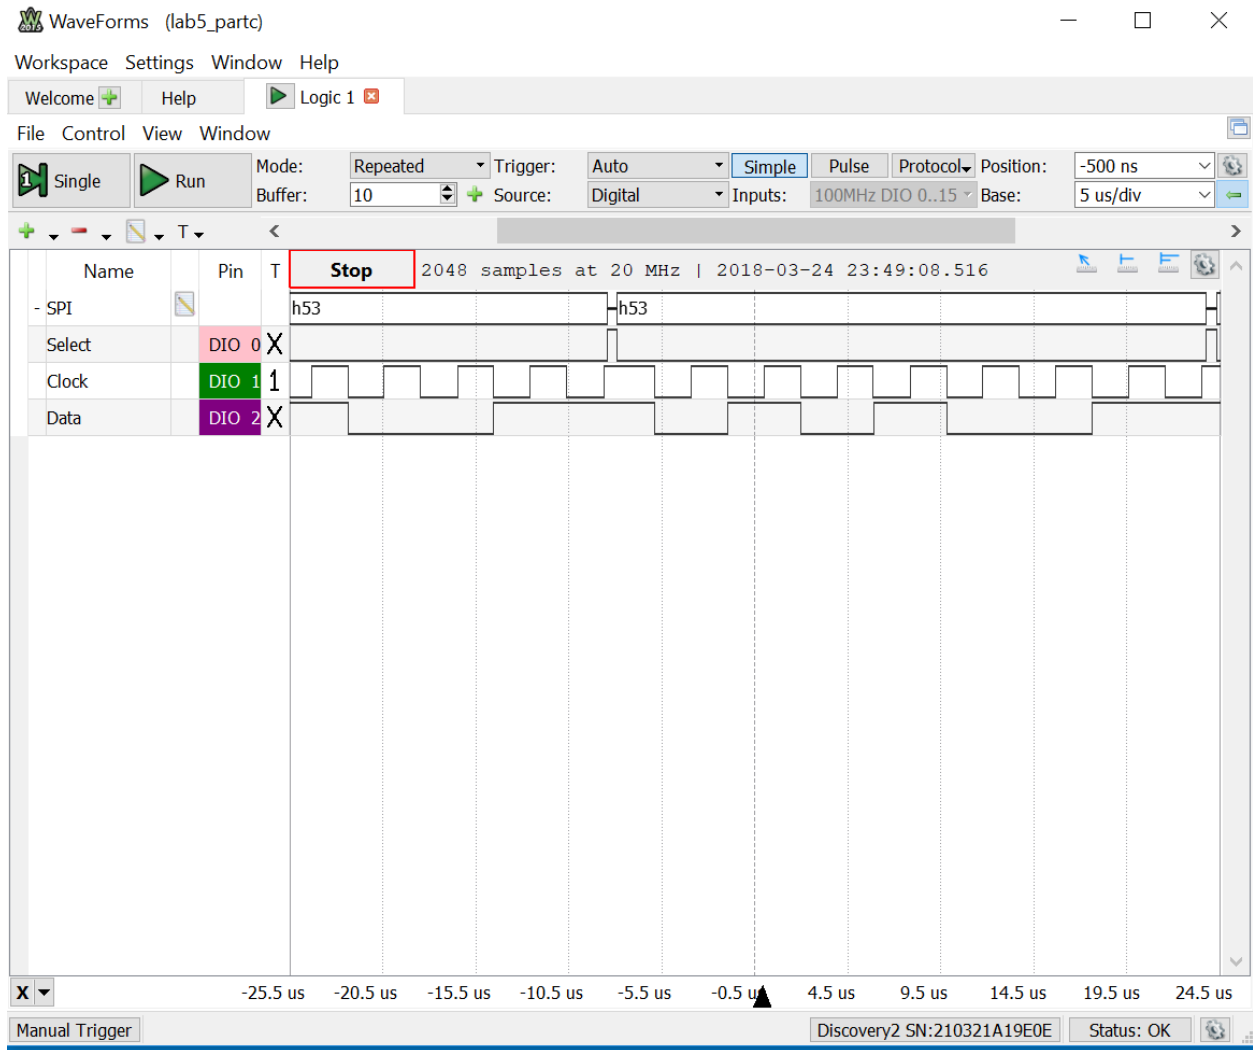 WaveForms (lab5_partc)
Workspace Settings Window Help
Welcome Help Logic 1
File Control View Window
Single Run Mode: Repeated Trigger: Auto Simple Pulse Protocol Position: -500 ns
Buffer: 10 Source: Digital Inputs: 100MHz DIO 0..15 Base: 5 us/div
T
Name Pin T Stop 2048 samples at 20 MHz | 2018-03-24 23:49:08.516
- SPI h53 h53
Select DIO 0 X
Clock DIO 1 1
Data DIO 2 X
X -25.5 us -20.5 us -15.5 us -10.5 us -5.5 us -0.5 us 4.5 us 9.5 us 14.5 us 19.5 us 24.5 us
Manual Trigger Discovery2 SN:210321A19E0E Status: OK